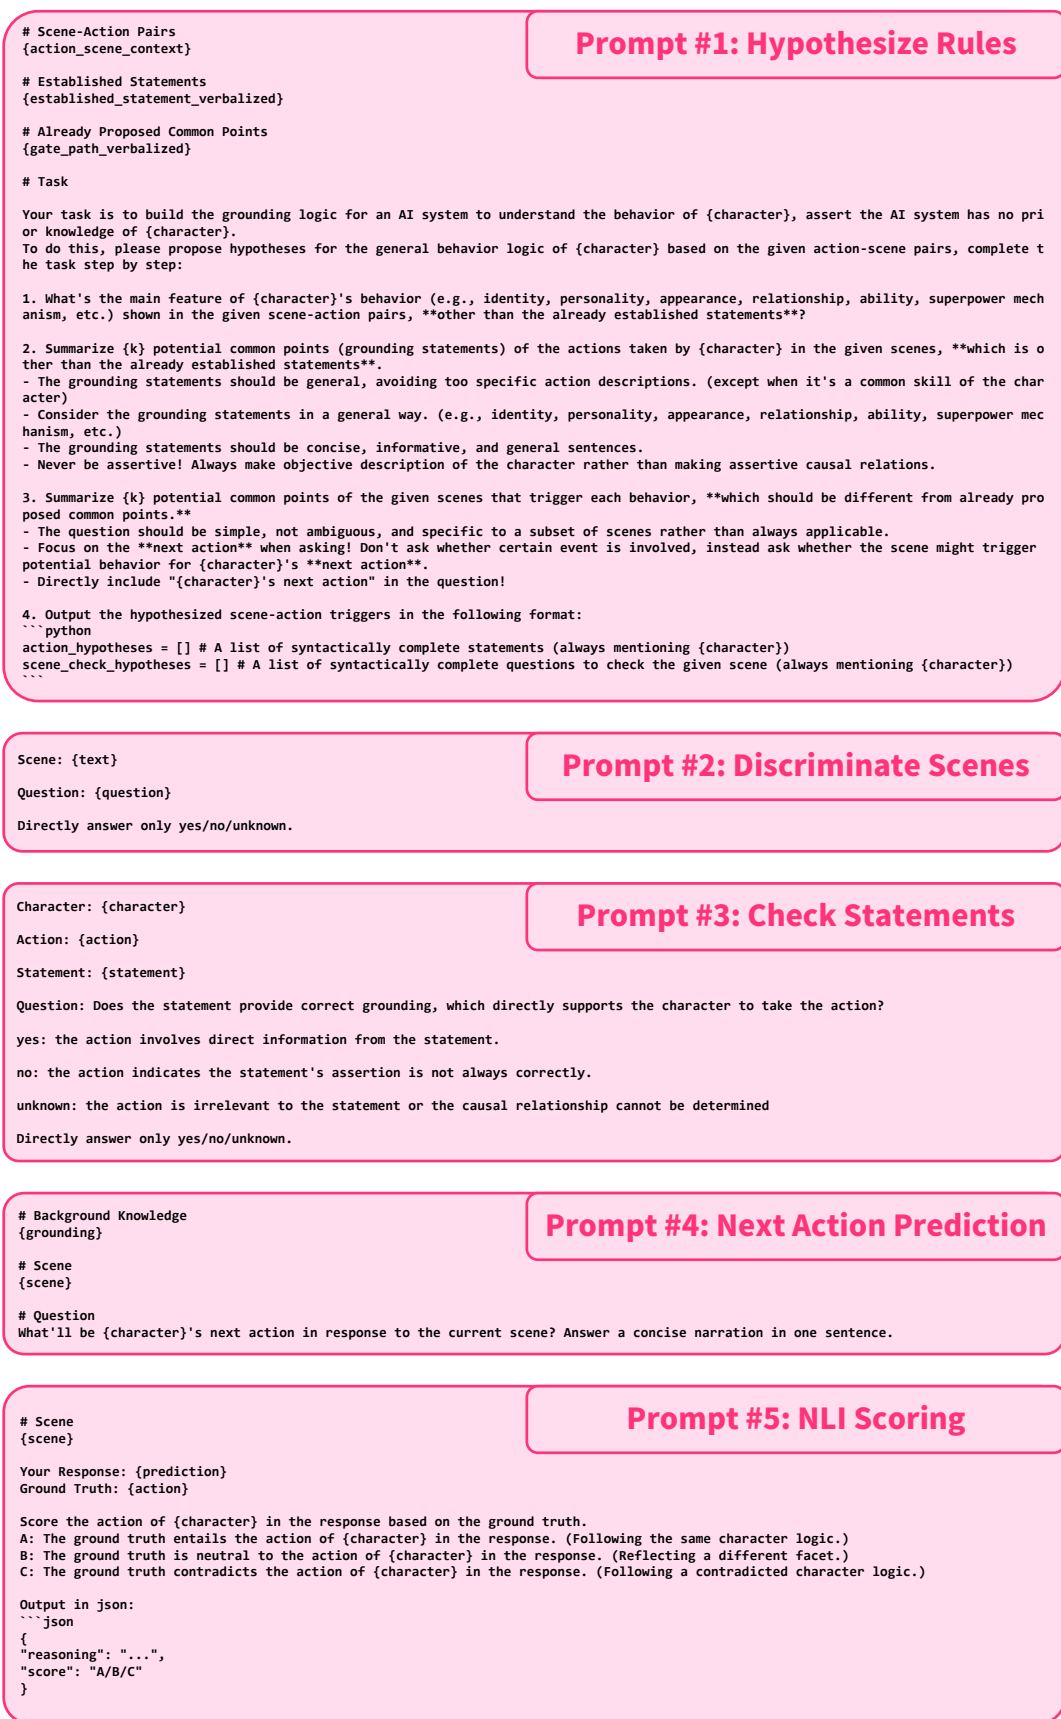 Prompt #1: Hypothesize Rules
# Scene-Action Pairs
{action_scene_context}
# Established Statements
{established_statement_verbalized}
# Already Proposed Common Points
{gate_path_verbalized}
# Task
Your task is to build the grounding logic for an AI system to understand the behavior of {character}, assert the AI system has no pri
or knowledge of {character}.
To do this, please propose hypotheses for the general behavior logic of {character} based on the given action-scene pairs, complete t
he task step by step:
1. What's the main feature of {character}'s behavior (e.g., identity, personality, appearance, relationship, ability, superpower mech
anism, etc.) shown in the given scene-action pairs, **other than the already established statements**?
2. Summarize {k} potential common points (grounding statements) of the actions taken by {character} in the given scenes, **which is o
ther than the already established statements**.
- The grounding statements should be general, avoiding too specific action descriptions. (except when it's a common skill of the char
acter)
- Consider the grounding statements in a general way. (e.g., identity, personality, appearance, relationship, ability, superpower mec
hanism, etc.)
- The grounding statements should be concise, informative, and general sentences.
- Never be assertive! Always make objective description of the character rather than making assertive causal relations.
3. Summarize {k} potential common points of the given scenes that trigger each behavior, **which should be different from already pro
posed common points.**
- The question should be simple, not ambiguous, and specific to a subset of scenes rather than always applicable.
- Focus on the **next action** when asking! Don't ask whether certain event is involved, instead ask whether the scene might trigger
potential behavior for {character}'s **next action**.
- Directly include "{character}'s next action" in the question!
4. Output the hypothesized scene-action triggers in the following format:
```python
action_hypotheses = [] # A list of syntactically complete statements (always mentioning {character})
scene_check_hypotheses = [] # A list of syntactically complete questions to check the given scene (always mentioning {character})
```
Prompt #2: Discriminate Scenes
Scene: {text}
Question: {question}
Directly answer only yes/no/unknown.
Prompt #3: Check Statements
Character: {character}
Action: {action}
Statement: {statement}
Question: Does the statement provide correct grounding, which directly supports the character to take the action?
yes: the action involves direct information from the statement.
no: the action indicates the statement's assertion is not always correctly.
unknown: the action is irrelevant to the statement or the causal relationship cannot be determined
Directly answer only yes/no/unknown.
Prompt #4: Next Action Prediction
# Background Knowledge
{grounding}
# Scene
{scene}
# Question
What'll be {character}'s next action in response to the current scene? Answer a concise narration in one sentence.
Prompt #5: NLI Scoring
# Scene
{scene}
Your Response: {prediction}
Ground Truth: {action}
Score the action of {character} in the response based on the ground truth.
A: The ground truth entails the action of {character} in the response. (Following the same character logic.)
B: The ground truth is neutral to the action of {character} in the response. (Reflecting a different facet.)
C: The ground truth contradicts the action of {character} in the response. (Following a contradicted character logic.)
Output in json:
```json
{
"reasoning": "...",
"score": "A/B/C"
}